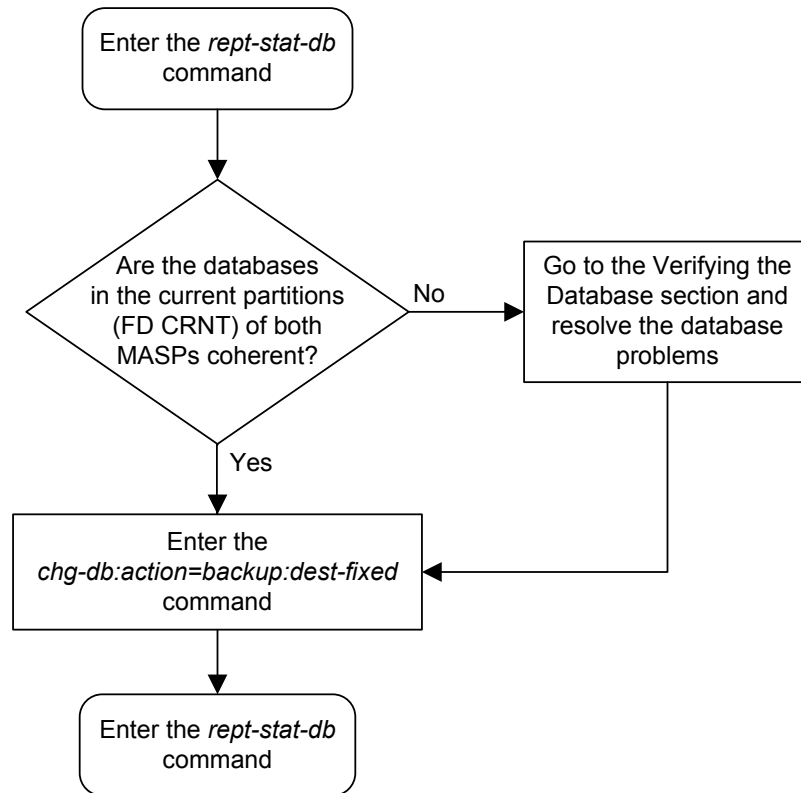 Enter the rept-stat-db
command
Are the databases
in the current partitions
(FD CRNT) of both
MASPs coherent?
No
Go to the Verifying the
Database section and
resolve the database
problems
Yes
Enter the
chg-db:action=backup:dest-fixed
command
Enter the rept-stat-db
command